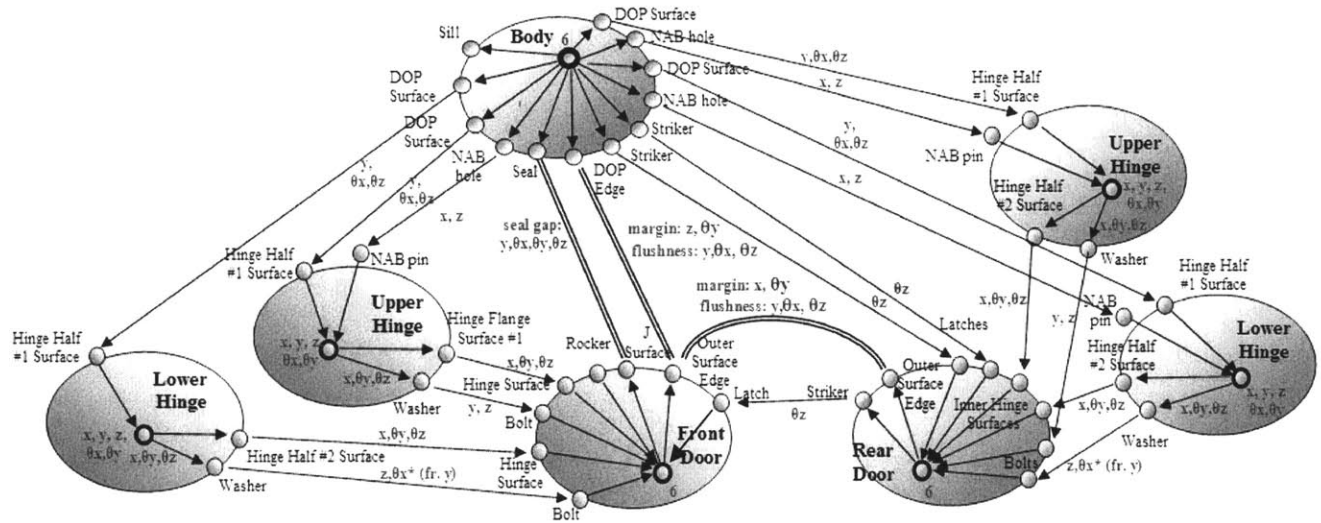 DOP Surface
Sill
Body
6
NAB hole
y,θx,θz
x, z
DOP Surface
DOP
Surface
Hinge Half
#1 Surface
NAB hole
DOP
Surface
Striker
NAB
hole
Seal
DOP
Edge
Striker
y,
θx,θz
NAB pin
Upper
Hinge
x, y, z,
θx,θy
y,
θx,θz
y,
θx,θz
x, z
Hinge Half
#2 Surface
x,θy,θz
x, z
seal gap:
y,θx,θy,θz
margin: z, θy
flushness: y,θx, θz
Washer
Hinge Half
#1 Surface
NAB pin
Hinge Half
#1 Surface
margin: x, θy
flushness: y,θx, θz
θz
θz
x,θy,θz
y, z
NAB
pin
Upper
Hinge
Hinge Flange
Surface #1
Rocker
J
Surface
Outer
Surface
Edge
Latches
Lower
Hinge
Hinge Half
#1 Surface
x, y, z
θx,θy
x,θy,θz
x,θy,θz
Hinge Half
#2 Surface
Outer
Surface
Edge
Lower
Hinge
Washer
Hinge Surface
Latch
Striker
θz
Inner Hinge
Surfaces
x,θy,θz
x,θy,θz
x, y, z
θx,θy
y, z
Bolt
Washer
x, y, z,
θx,θy
x,θy,θz
x,θy,θz
Hinge Half #2 Surface
Hinge
Surface
Front
Door
6
Rear
Door
6
Bolts
z,θx* (fr. y)
Washer
z,θx* (fr. y)
Bolt